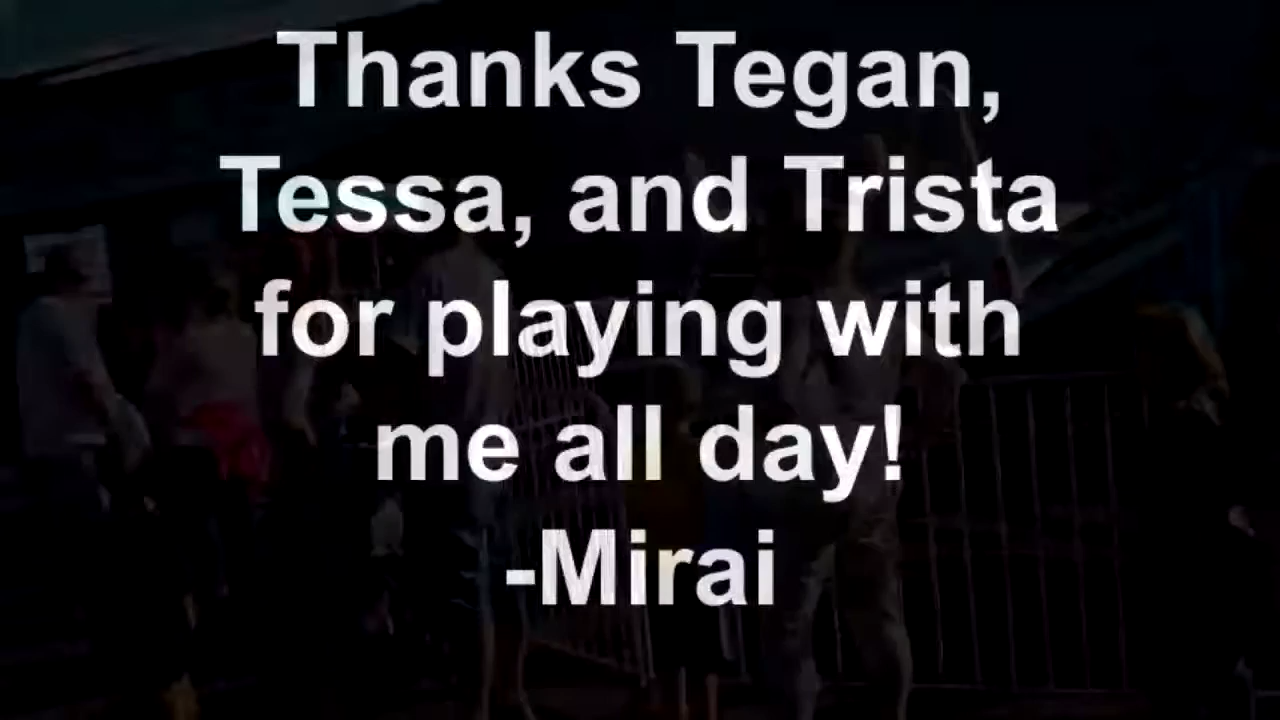 Thanks Tegan,
Tessa, and Trista
for playing with
me all day!
-Mirai